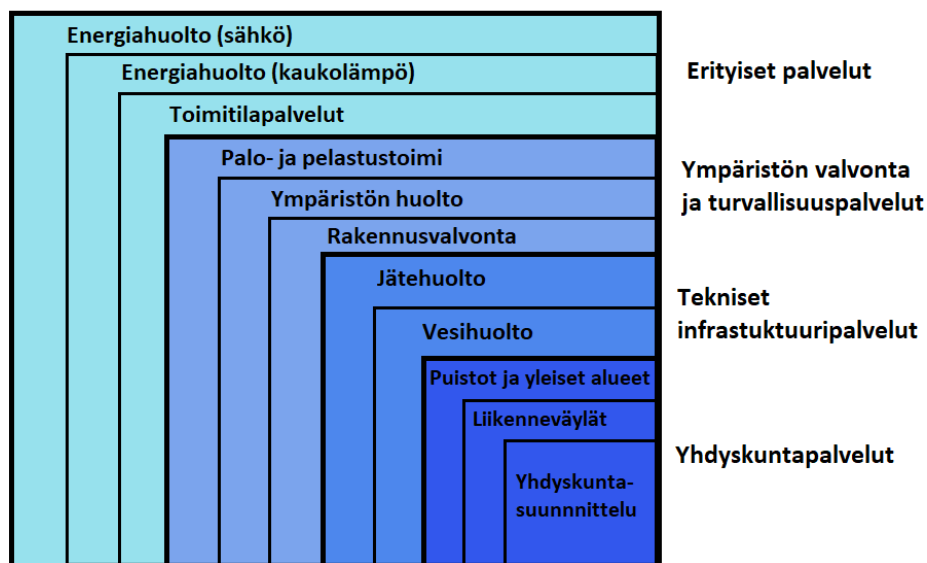 Energiahuolto (sähkö)
Energiahuolto (kaukolämpö)
Toimitilapalvelut
Palo- ja pelastustoimi
Ympäristön huolto
Rakennusvalvonta
Jätehuolto
Vesihuolto
Puistot ja yleiset alueet
Liikenneväylät
Yhdyskunta-
suunnnittelu
Erityiset palvelut
Ympäristön valvonta
ja turvallisuuspalvelut
Tekniset
infrastuktuuripalvelut
Yhdyskuntapalvelut